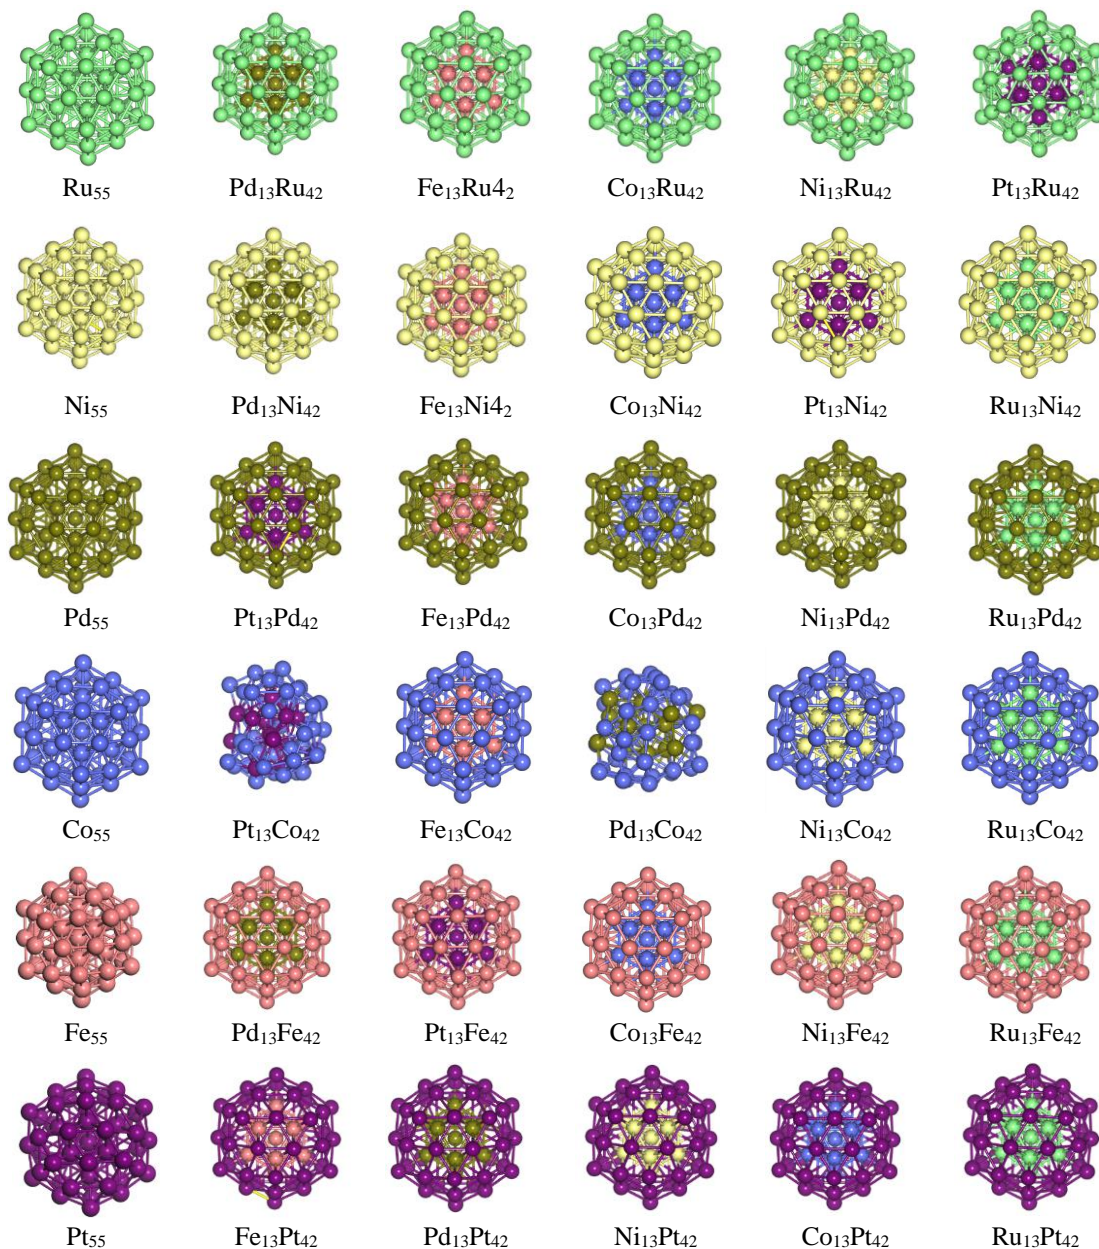 Ru₅₅ Pd₁₃Ru₄₂ Fe₁₃Ru4₂ Co₁₃Ru₄₂ Ni₁₃Ru₄₂ Pt₁₃Ru₄₂
Ni₅₅ Pd₁₃Ni₄₂ Fe₁₃Ni4₂ Co₁₃Ni₄₂ Pt₁₃Ni₄₂ Ru₁₃Ni₄₂
Pd₅₅ Pt₁₃Pd₄₂ Fe₁₃Pd₄₂ Co₁₃Pd₄₂ Ni₁₃Pd₄₂ Ru₁₃Pd₄₂
Co₅₅ Pt₁₃Co₄₂ Fe₁₃Co₄₂ Pd₁₃Co₄₂ Ni₁₃Co₄₂ Ru₁₃Co₄₂
Fe₅₅ Pd₁₃Fe₄₂ Pt₁₃Fe₄₂ Co₁₃Fe₄₂ Ni₁₃Fe₄₂ Ru₁₃Fe₄₂
Pt₅₅ Fe₁₃Pt₄₂ Pd₁₃Pt₄₂ Ni₁₃Pt₄₂ Co₁₃Pt₄₂ Ru₁₃Pt₄₂